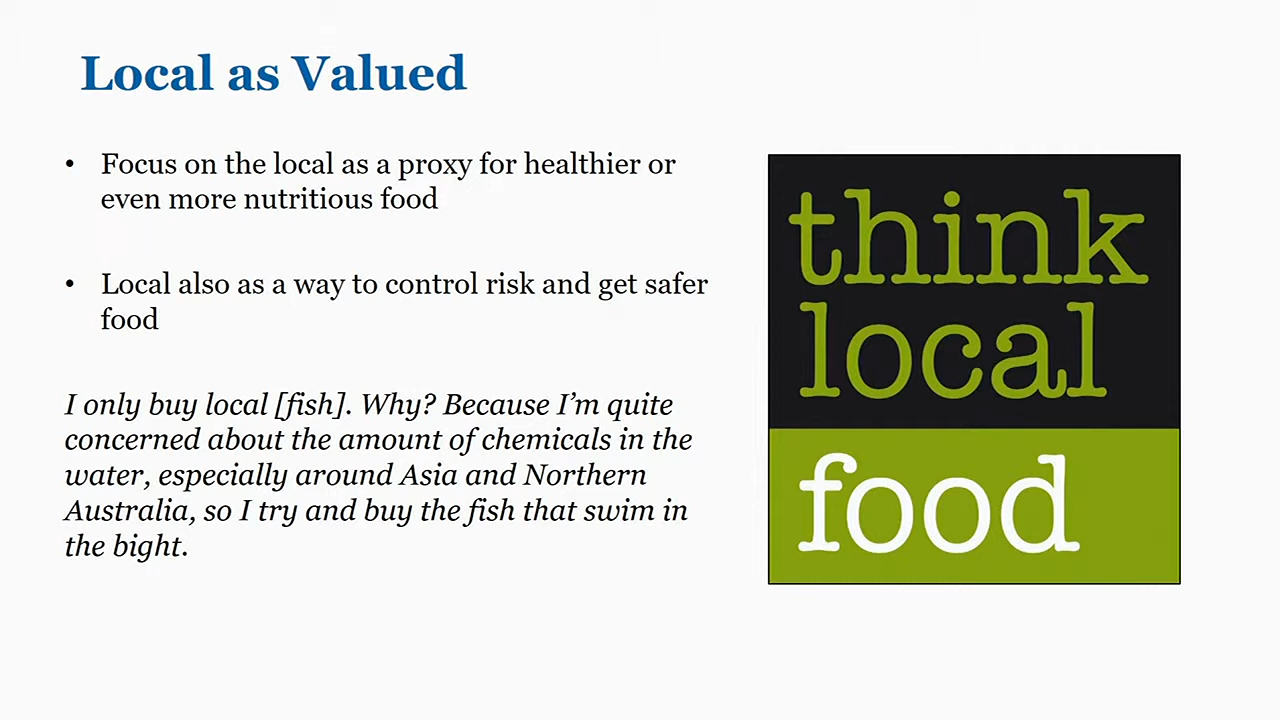 Local as Valued
• Focus on the local as a proxy for healthier or
even more nutritious food
• Local also as a way to control risk and get safer
food
I only buy local [fish]. Why? Because I’m quite
concerned about the amount of chemicals in the
water, especially around Asia and Northern
Australia, so I try and buy the fish that swim in
the bight.
think
local
food